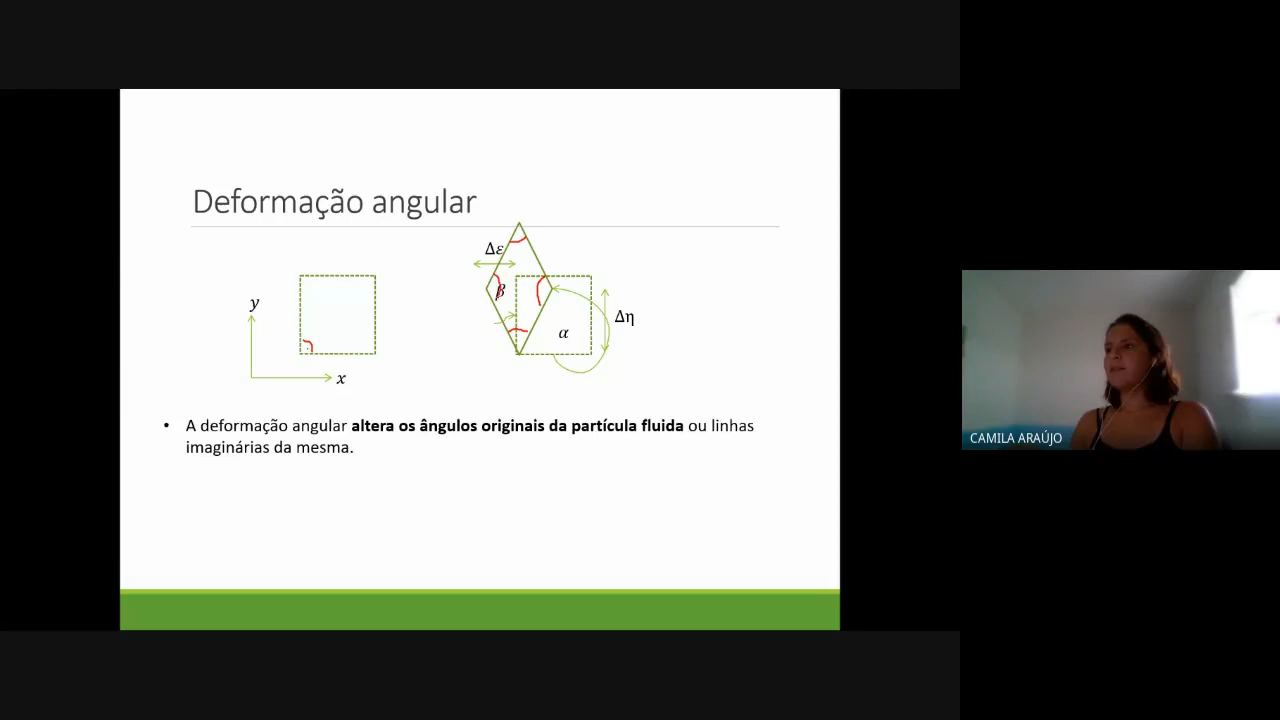 Deformação angular
Δε
β
y
x
α
Δη
• A deformação angular altera os ângulos originais da partícula fluida ou linhas
imaginárias da mesma.
CAMILA ARAÚJO